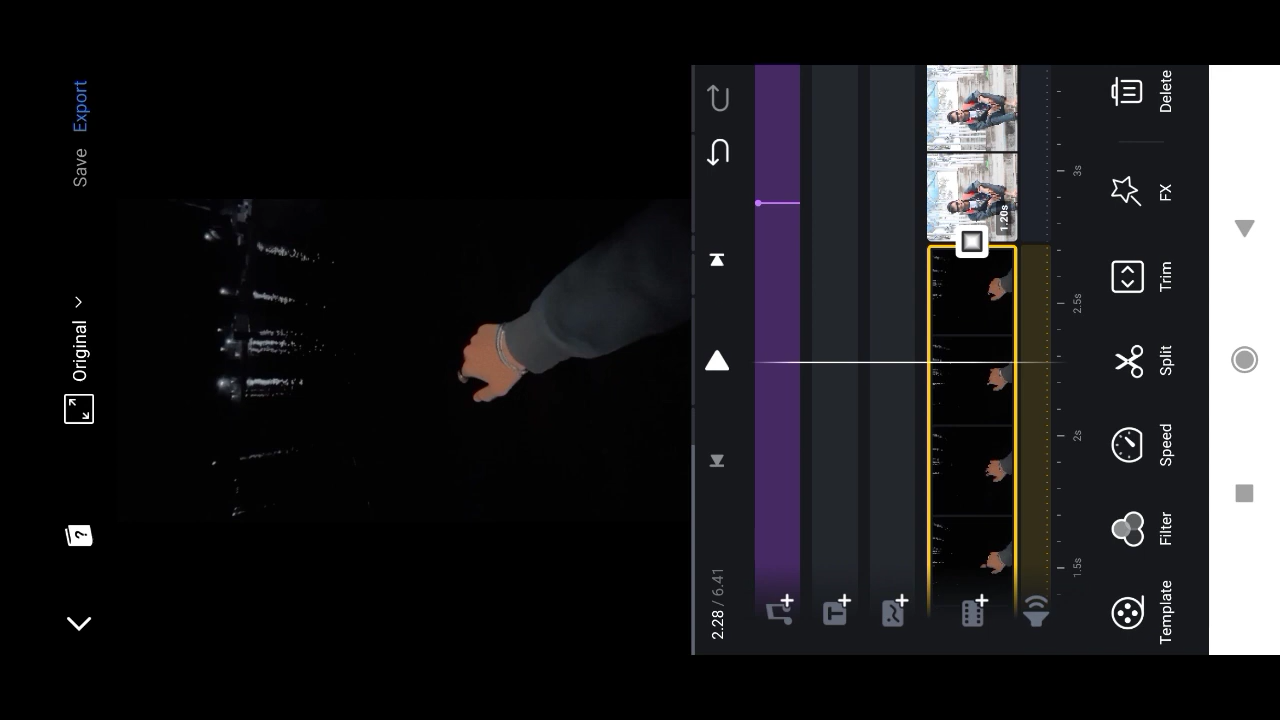 Original
Save
Export
2.28 / 6.41
1.20s
1.5s
2s
2.5s
3s
Template
Filter
Speed
Split
Trim
FX
Delete